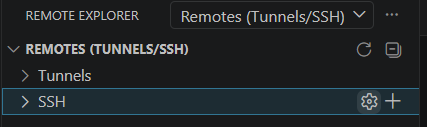 REMOTE EXPLORER Remotes (Tunnels/SSH)
REMOTES (TUNNELS/SSH)
Tunnels
SSH